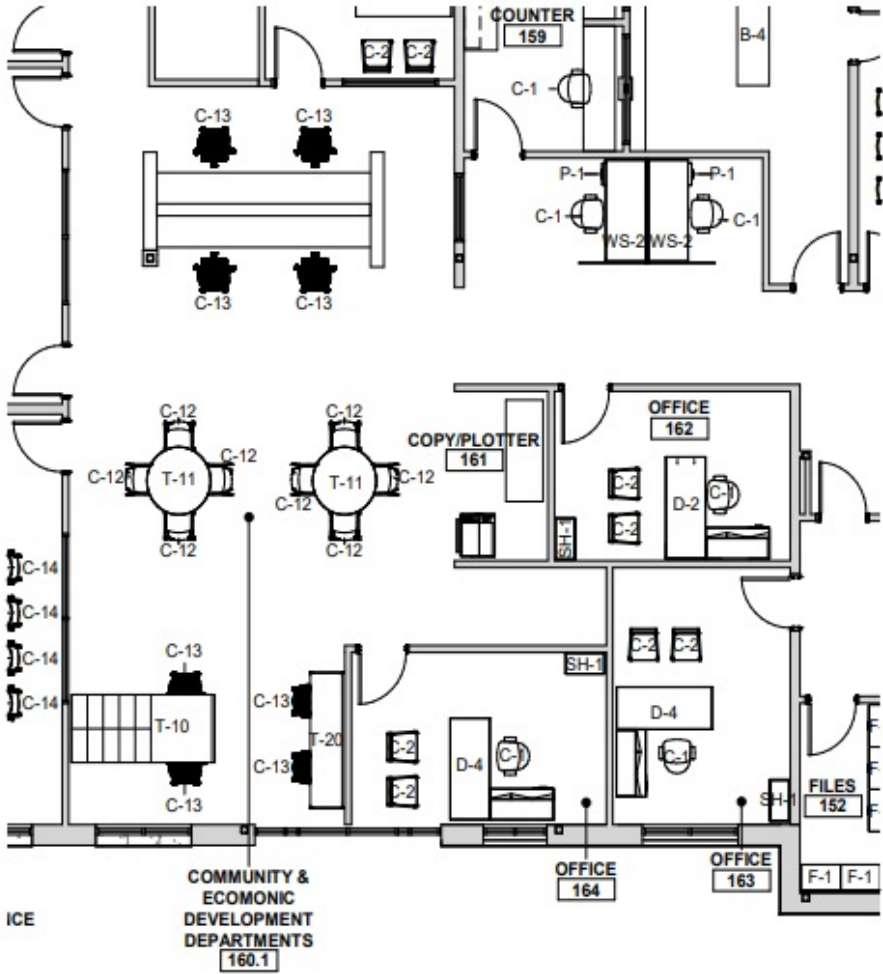 COUNTER
159
B-4
C-2
C-2
C-1
C-13
C-13
P-1
P-1
C-1
C-1
WS-2
WS-2
C-13
C-13
C-12
C-12
OFFICE
162
COPY/PLOTTER
161
C-12
C-12
C-12
C-12
T-11
T-11
C-2
C-1
D-2
C-2
C-12
C-12
SH-1
C-14
C-14
C-14
C-14
C-13
SH-1
C-2
C-2
C-13
T-10
T-20
D-4
C-2
C-1
D-4
C-1
C-13
C-2
C-13
SH-1
FILES
152
F-1
F-1
OFFICE
164
OFFICE
163
COMMUNITY &
ECOMONIC
DEVELOPMENT
DEPARTMENTS
160.1